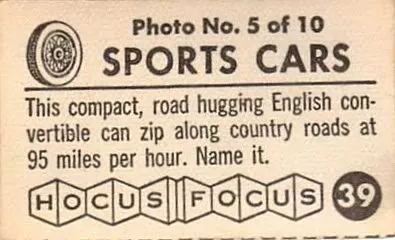 Photo No. 5 of 10
SPORTS CARS
This compact, road hugging English con-
vertible can zip along country roads at
95 miles per hour. Name it.
HOCUS FOCUS 39